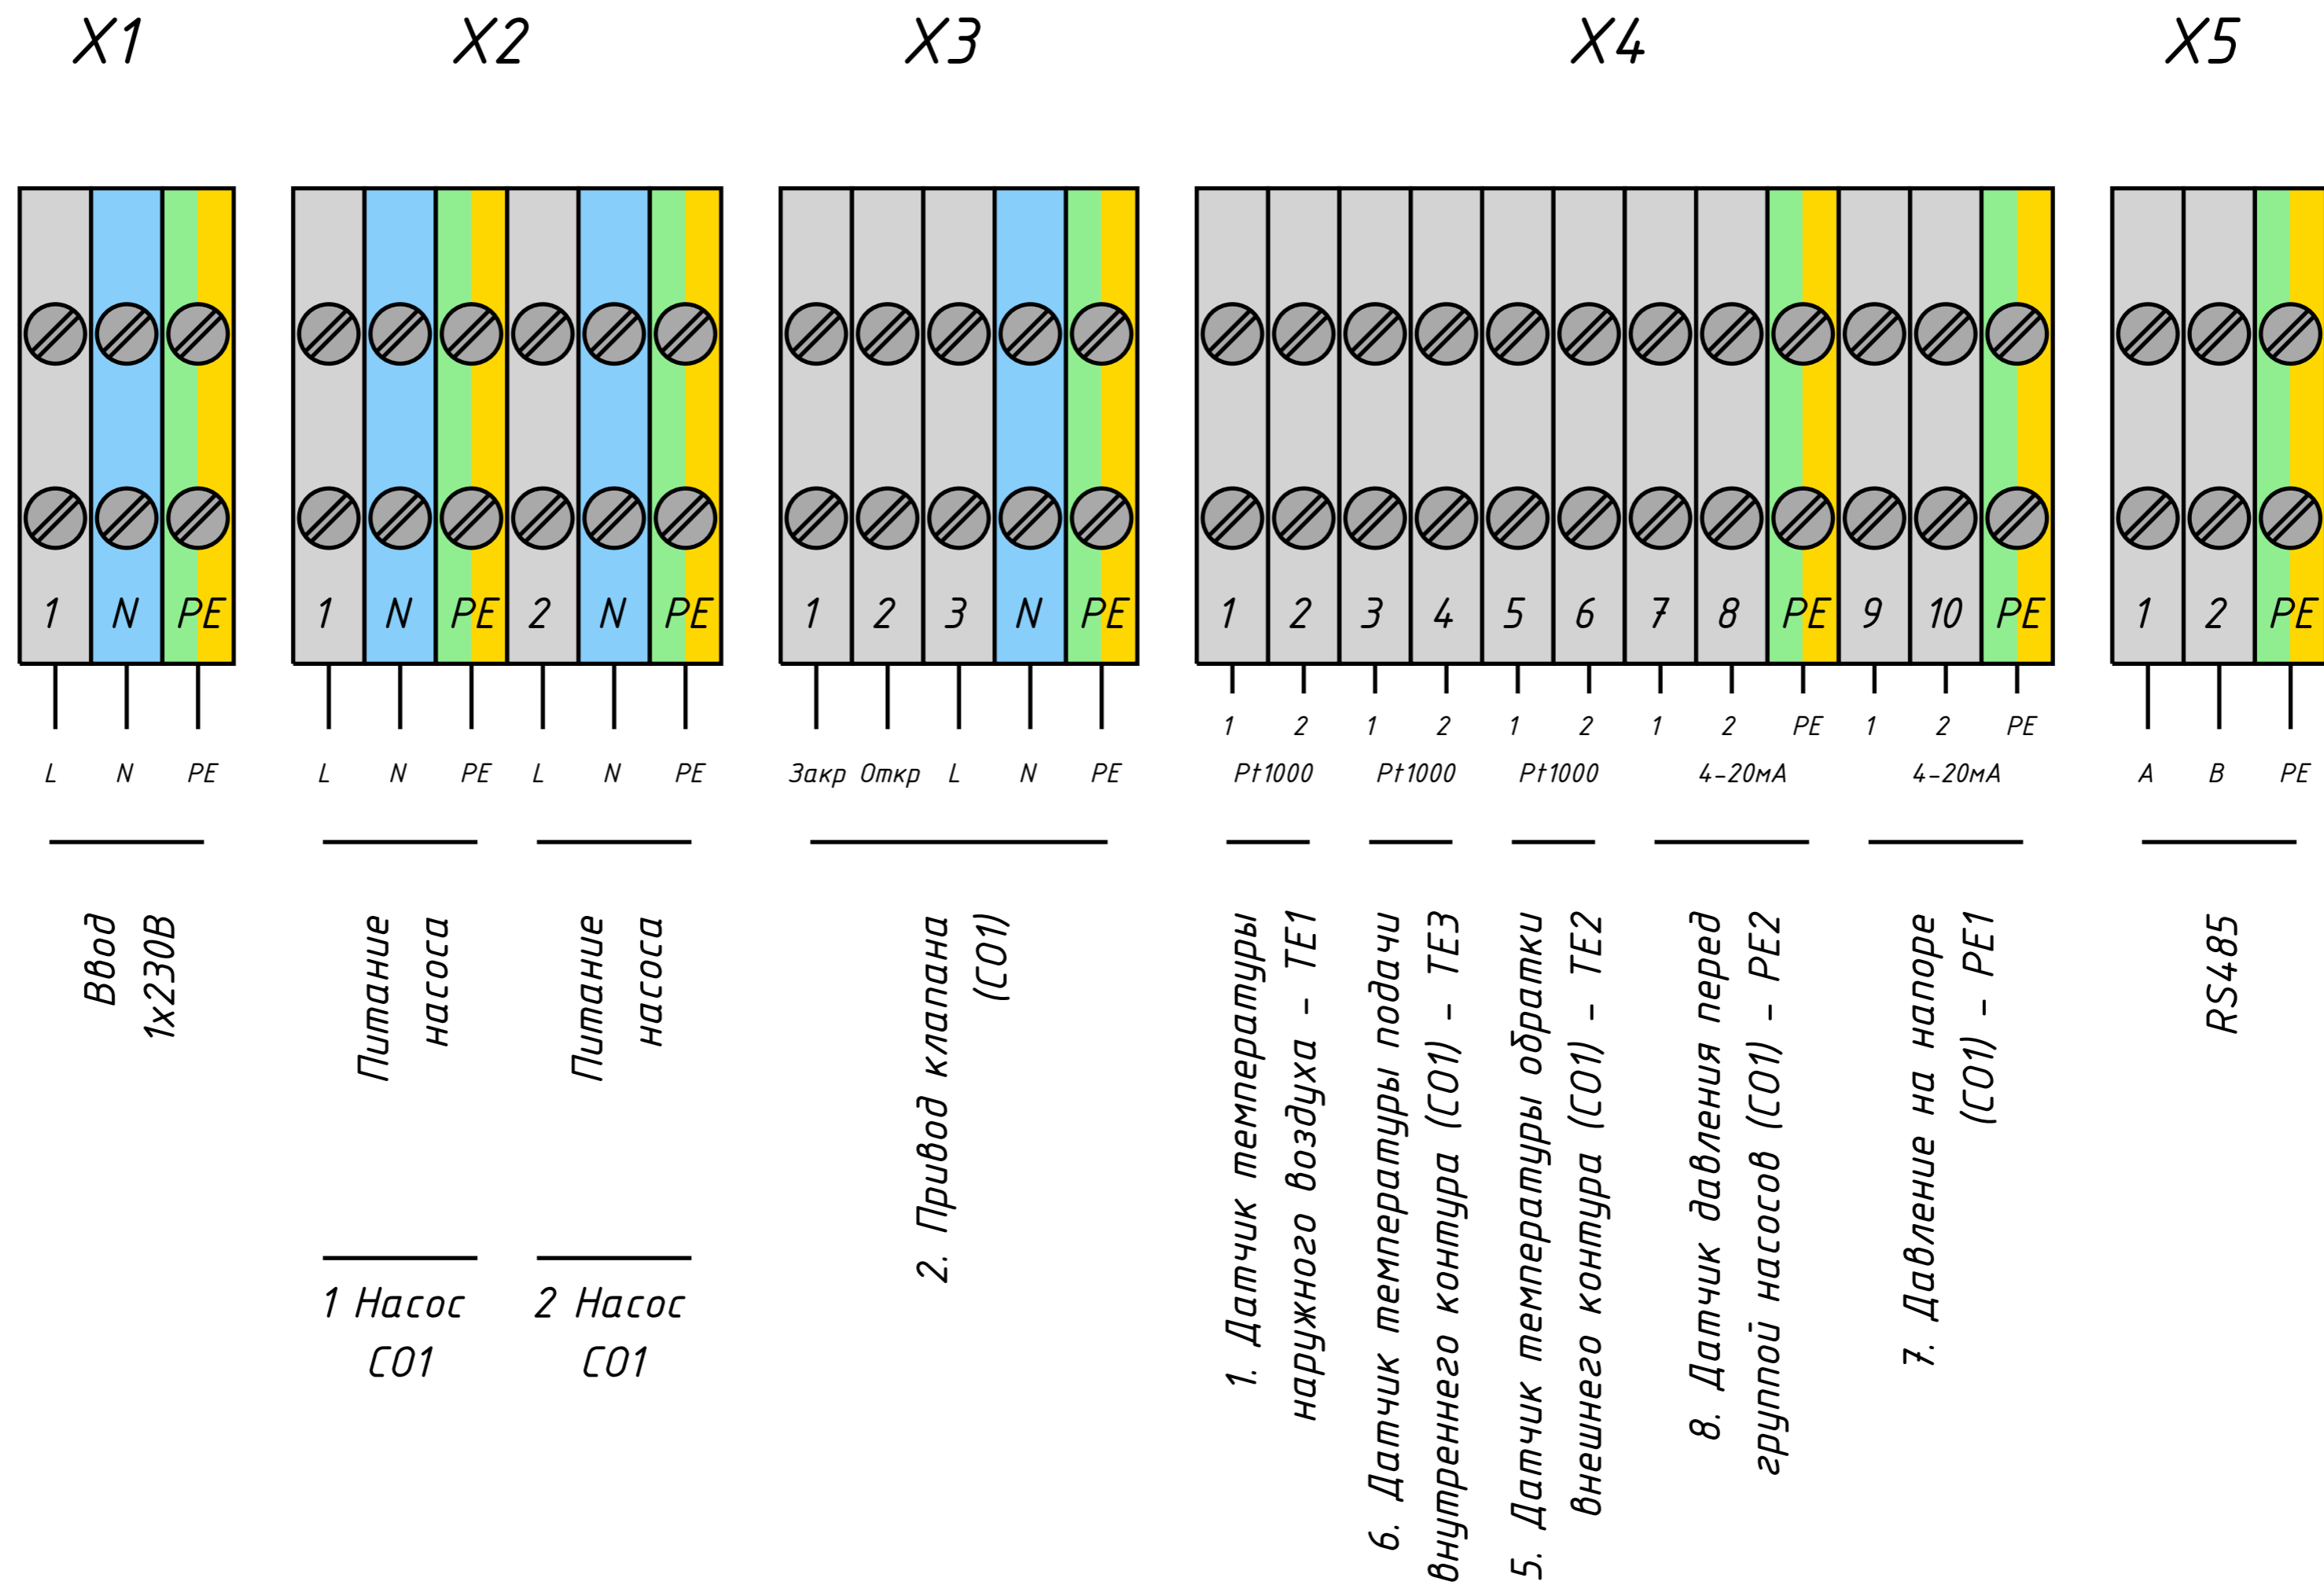 X1 X2 X3 X4 X5
1 N PE 1 N PE 2 N PE 1 2 3 N PE 1 2 3 4 5 6 7 8 PE 9 10 PE 1 2 PE
1 2 1 2 1 2 1 2 PE 1 2 PE
L N PE L N PE L N PE Закр Откр L N PE Pt1000 Pt1000 Pt1000 4-20мА 4-20мА A B PE
Ввод
1х230В
Питание
насоса
Питание
насоса
2. Привод клапана
(СО1)
1. Датчик температуры
наружного воздуха - ТЕ1
6. Датчик температуры подачи
внутреннего контура (СО1) - ТЕ3
5. Датчик температуры обратки
внешнего контура (СО1) - ТЕ2
8. Датчик давления перед
группой насосов (СО1) - РЕ2
7. Давление на напоре
(СО1) - РЕ1
RS485
1 Насос
СО1
2 Насос
СО1